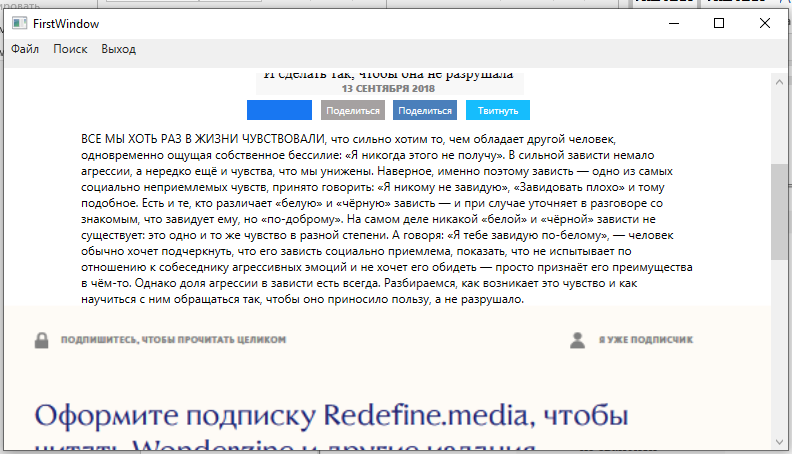 FirstWindow
Файл Поиск Выход
И сделать так, чтобы она не разрушала
13 СЕНТЯБРЯ 2018
Поделиться Поделиться Твитнуть
ВСЕ МЫ ХОТЬ РАЗ В ЖИЗНИ ЧУВСТВОВАЛИ, что сильно хотим то, чем обладает другой человек,
одновременно ощущая собственное бессилие: «Я никогда этого не получу». В сильной зависти немало
агрессии, а нередко ещё и чувства, что мы унижены. Наверное, именно поэтому зависть — одно из самых
социально неприемлемых чувств, принято говорить: «Я никому не завидую», «Завидовать плохо» и тому
подобное. Есть и те, кто различает «белую» и «чёрную» зависть — и при случае уточняет в разговоре со
знакомым, что завидует ему, но «по-доброму». На самом деле никакой «белой» и «чёрной» зависти не
существует: это одно и то же чувство в разной степени. А говоря: «Я тебе завидую по-белому», — человек
обычно хочет подчеркнуть, что его зависть социально приемлема, показать, что не испытывает по
отношению к собеседнику агрессивных эмоций и не хочет его обидеть — просто признаёт его преимущества
в чём-то. Однако доля агрессии в зависти есть всегда. Разбираемся, как возникает это чувство и как
научиться с ним обращаться так, чтобы оно приносило пользу, а не разрушало.
ПОДПИШИТЕСЬ, ЧТОБЫ ПРОЧИТАТЬ ЦЕЛИКОМ Я УЖЕ ПОДПИСЧИК
Оформите подписку Redefine.media, чтобы
читать Wonderzine и другие издания